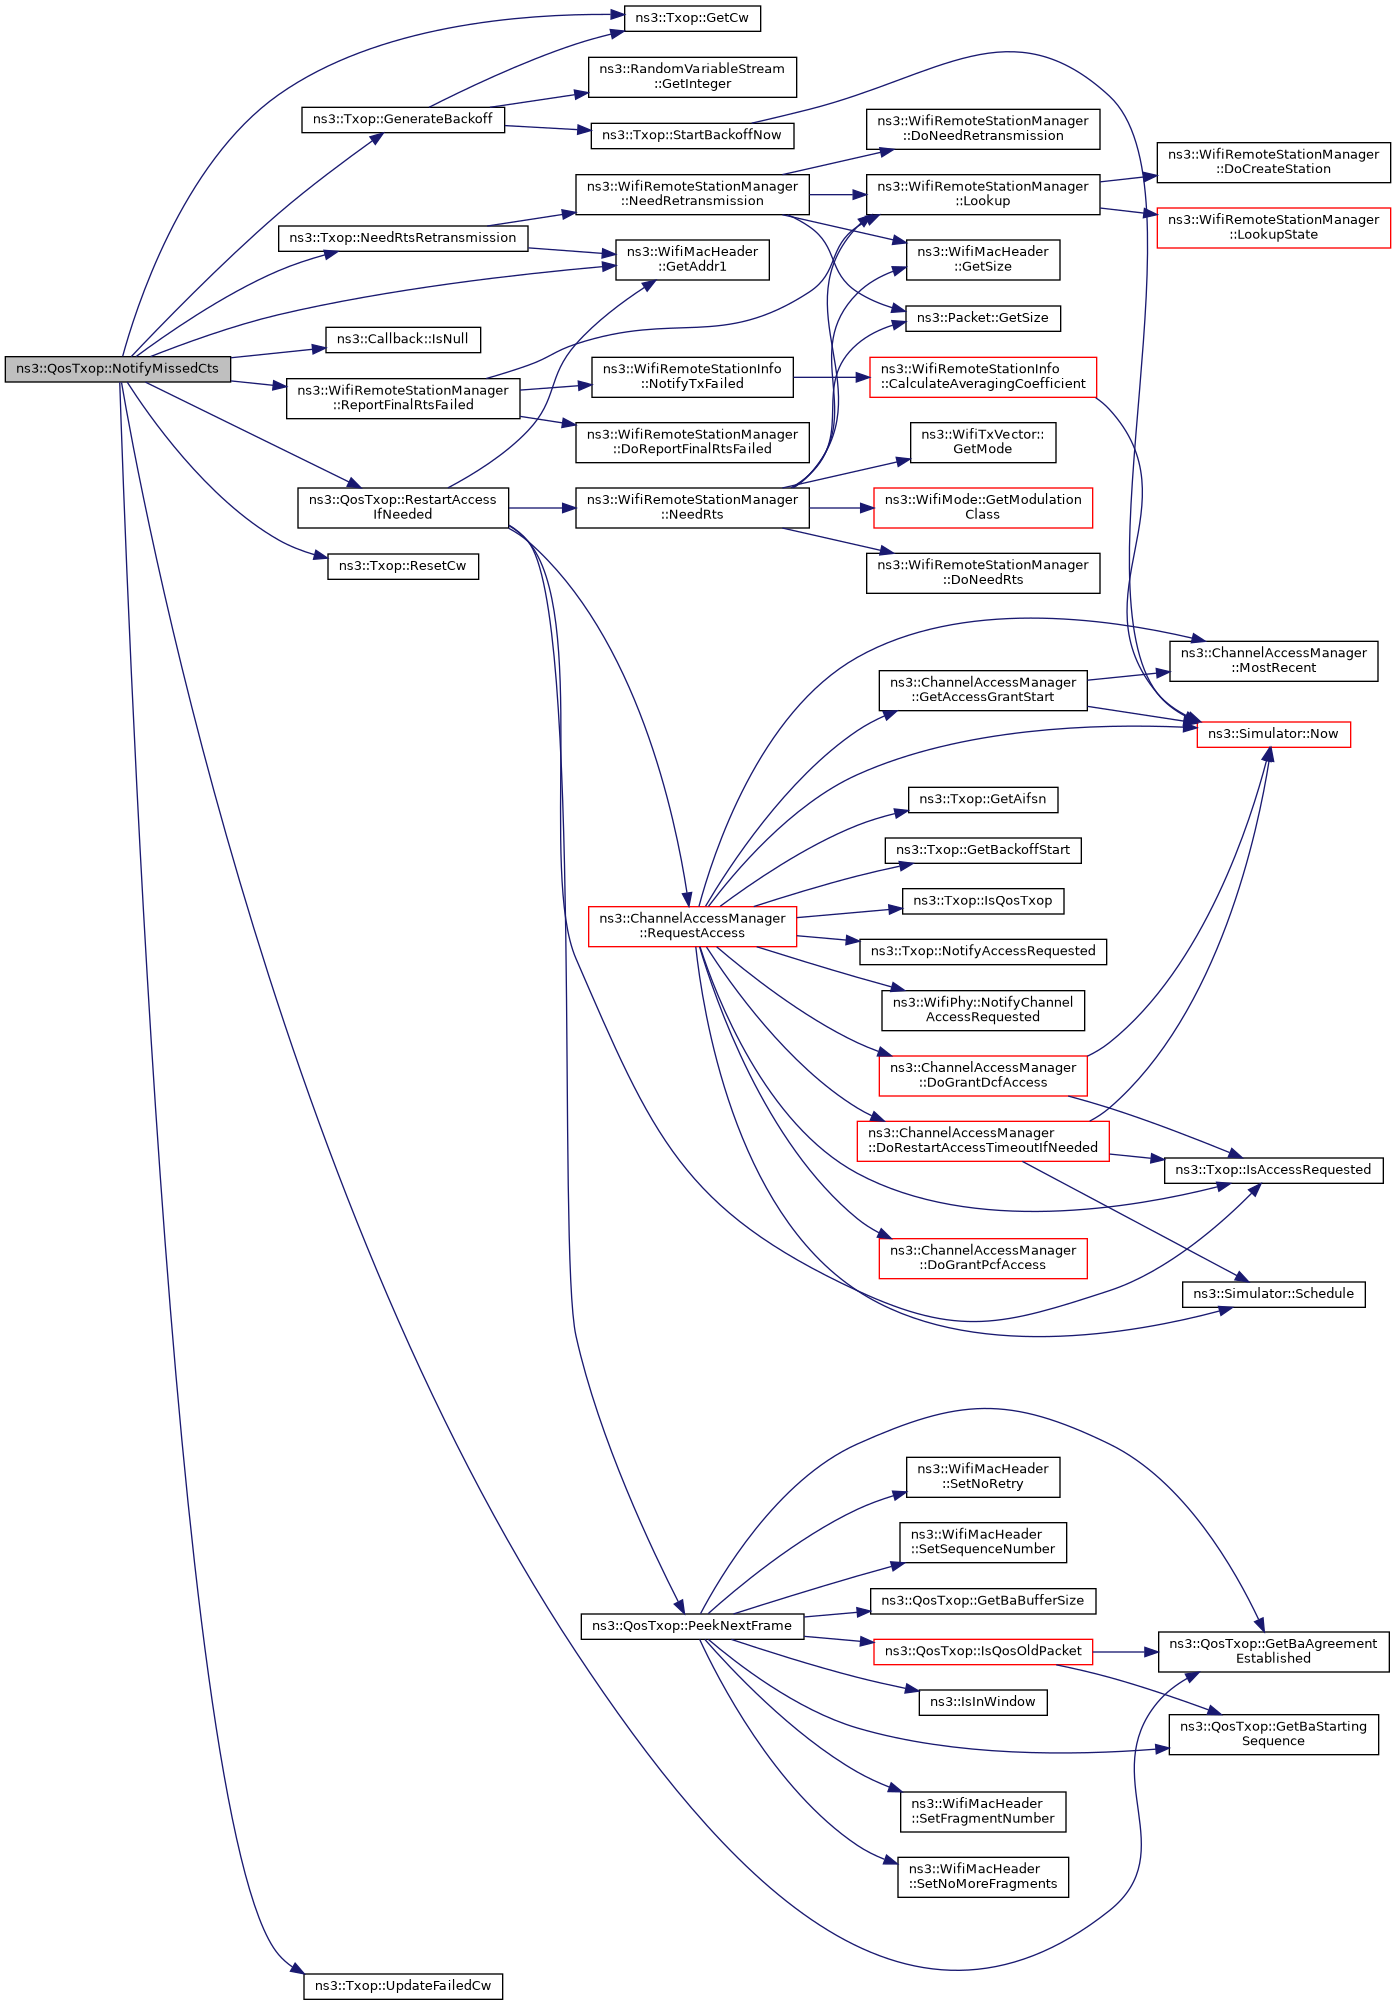 ns3::Txop::GetCw
ns3::RandomVariableStream
::GetInteger
ns3::Txop::GenerateBackoff
ns3::Txop::StartBackoffNow
ns3::WifiRemoteStationManager
::DoNeedRetransmission
ns3::WifiRemoteStationManager
::DoCreateStation
ns3::WifiRemoteStationManager
::NeedRetransmission
ns3::WifiRemoteStationManager
::Lookup
ns3::WifiRemoteStationManager
::LookupState
ns3::Txop::NeedRtsRetransmission
ns3::WifiMacHeader
::GetAddr1
ns3::WifiMacHeader
::GetSize
ns3::Packet::GetSize
ns3::Callback::IsNull
ns3::QosTxop::NotifyMissedCts
ns3::WifiRemoteStationManager
::ReportFinalRtsFailed
ns3::WifiRemoteStationInfo
::NotifyTxFailed
ns3::WifiRemoteStationInfo
::CalculateAveragingCoefficient
ns3::WifiRemoteStationManager
::DoReportFinalRtsFailed
ns3::WifiTxVector::
GetMode
ns3::QosTxop::RestartAccess
IfNeeded
ns3::WifiRemoteStationManager
::NeedRts
ns3::WifiMode::GetModulation
Class
ns3::Txop::ResetCw
ns3::WifiRemoteStationManager
::DoNeedRts
ns3::ChannelAccessManager
::MostRecent
ns3::ChannelAccessManager
::GetAccessGrantStart
ns3::Simulator::Now
ns3::Txop::GetAifsn
ns3::Txop::GetBackoffStart
ns3::Txop::IsQosTxop
ns3::ChannelAccessManager
::RequestAccess
ns3::Txop::NotifyAccessRequested
ns3::WifiPhy::NotifyChannel
AccessRequested
ns3::ChannelAccessManager
::DoGrantDcfAccess
ns3::ChannelAccessManager
::DoRestartAccessTimeoutIfNeeded
ns3::Txop::IsAccessRequested
ns3::ChannelAccessManager
::DoGrantPcfAccess
ns3::Simulator::Schedule
ns3::WifiMacHeader
::SetNoRetry
ns3::WifiMacHeader
::SetSequenceNumber
ns3::QosTxop::GetBaBufferSize
ns3::QosTxop::PeekNextFrame
ns3::QosTxop::IsQosOldPacket
ns3::QosTxop::GetBaAgreement
Established
ns3::IsInWindow
ns3::QosTxop::GetBaStarting
Sequence
ns3::WifiMacHeader
::SetFragmentNumber
ns3::WifiMacHeader
::SetNoMoreFragments
ns3::Txop::UpdateFailedCw